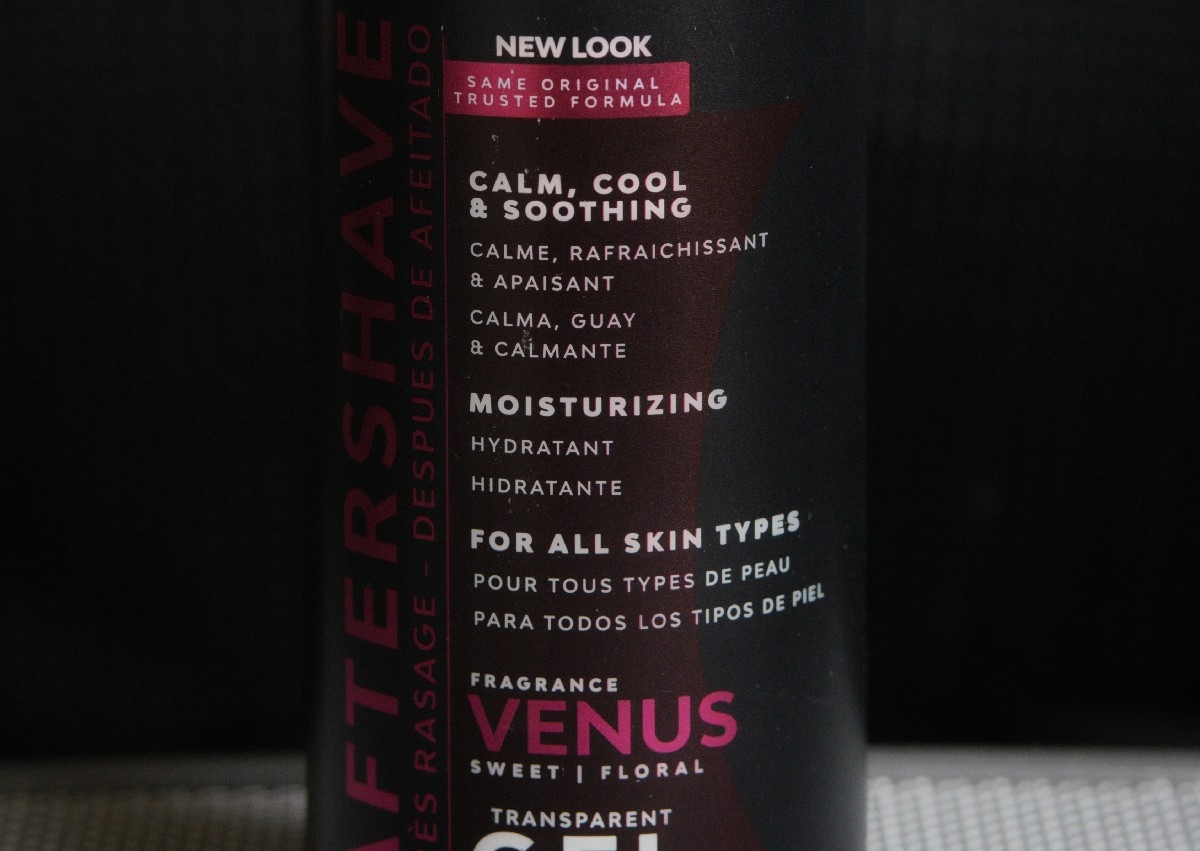 AFTERSHAVE
RASAGE - DESPUES DE AFEITADO
NEW LOOK
SAME ORIGINAL
TRUSTED FORMULA
CALM, COOL
& SOOTHING
CALME, RAFRAICHISSANT
& APAISANT
CALMA, GUAY
& CALMANTE
MOISTURIZING
HYDRATANT
HIDRATANTE
FOR ALL SKIN TYPES
POUR TOUS TYPES DE PEAU
PARA TODOS LOS TIPOS DE PIEL
FRAGRANCE
VENUS
SWEET | FLORAL
TRANSPARENT
GEL